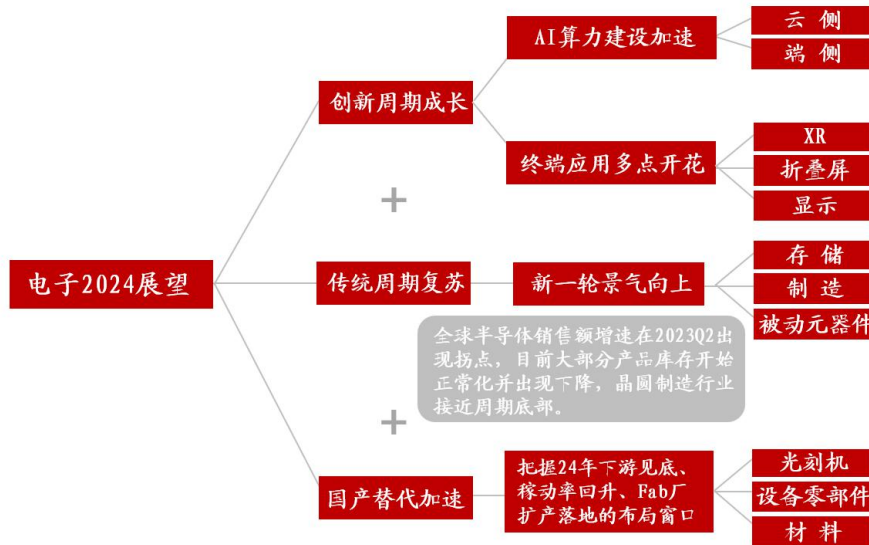 电子2024展望
创新周期成长
AI算力建设加速
云 侧
端 侧
终端应用多点开花
XR
折叠屏
显示
+
传统周期复苏
新一轮景气向上
存 储
制 造
被动元器件
全球半导体销售额增速在2023Q2出
现拐点，目前大部分产品库存开始
正常化并出现下降，晶圆制造行业
接近周期底部。
+
国产替代加速
把握24年下游见底、
稼动率回升、Fab厂
扩产落地的布局窗口
光刻机
设备零部件
材 料